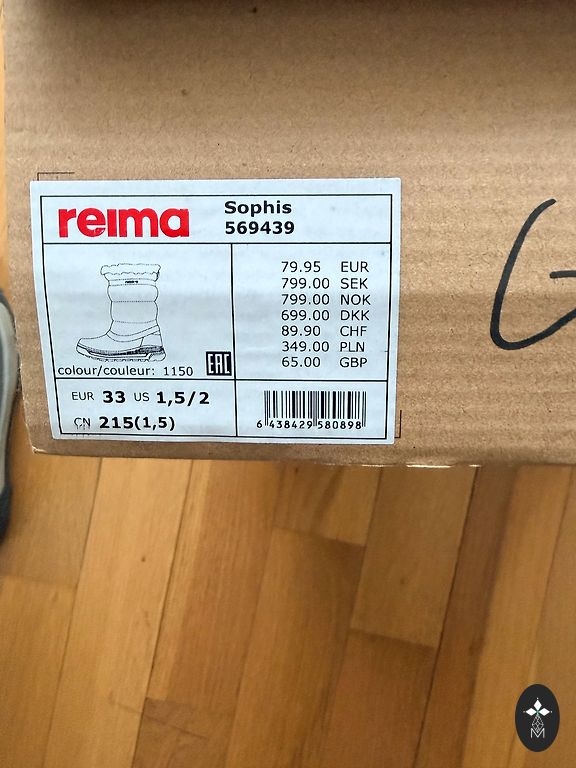 reima
Sophis
569439
79.95 EUR
799.00 SEK
799.00 NOK
699.00 DKK
89.90 CHF
349.00 PLN
65.00 GBP
colour/couleur: 1150
EAC
EUR 33 US 1,5/2
CN 215(1,5)
6 438429 580898
M